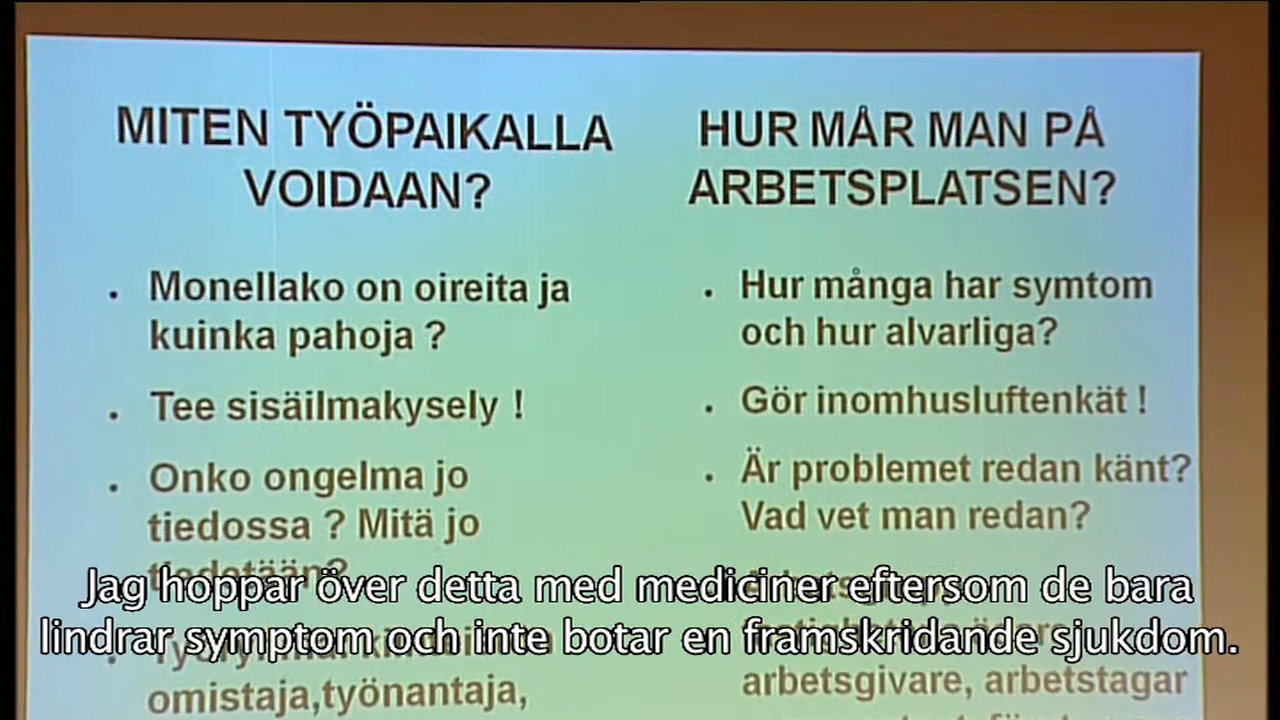 MITEN TYÖPAIKALLA
VOIDAAN?
. Monellako on oireita ja
kuinka pahoja ?
. Tee sisäilmakysely !
. Onko ongelma jo
tiedossa ? Mitä jo
tiedetään?
omistaja,työnantaja,
HUR MÅR MAN PÅ
ARBETSPLATSEN?
. Hur många har symtom
och hur alvarliga?
. Gör inomhusluftenkät !
. Är problemet redan känt?
Vad vet man redan?
arbetsgivare, arbetstagar
Jag hoppar över detta med mediciner eftersom de bara
lindrar symptom och inte botar en framskridande sjukdom.